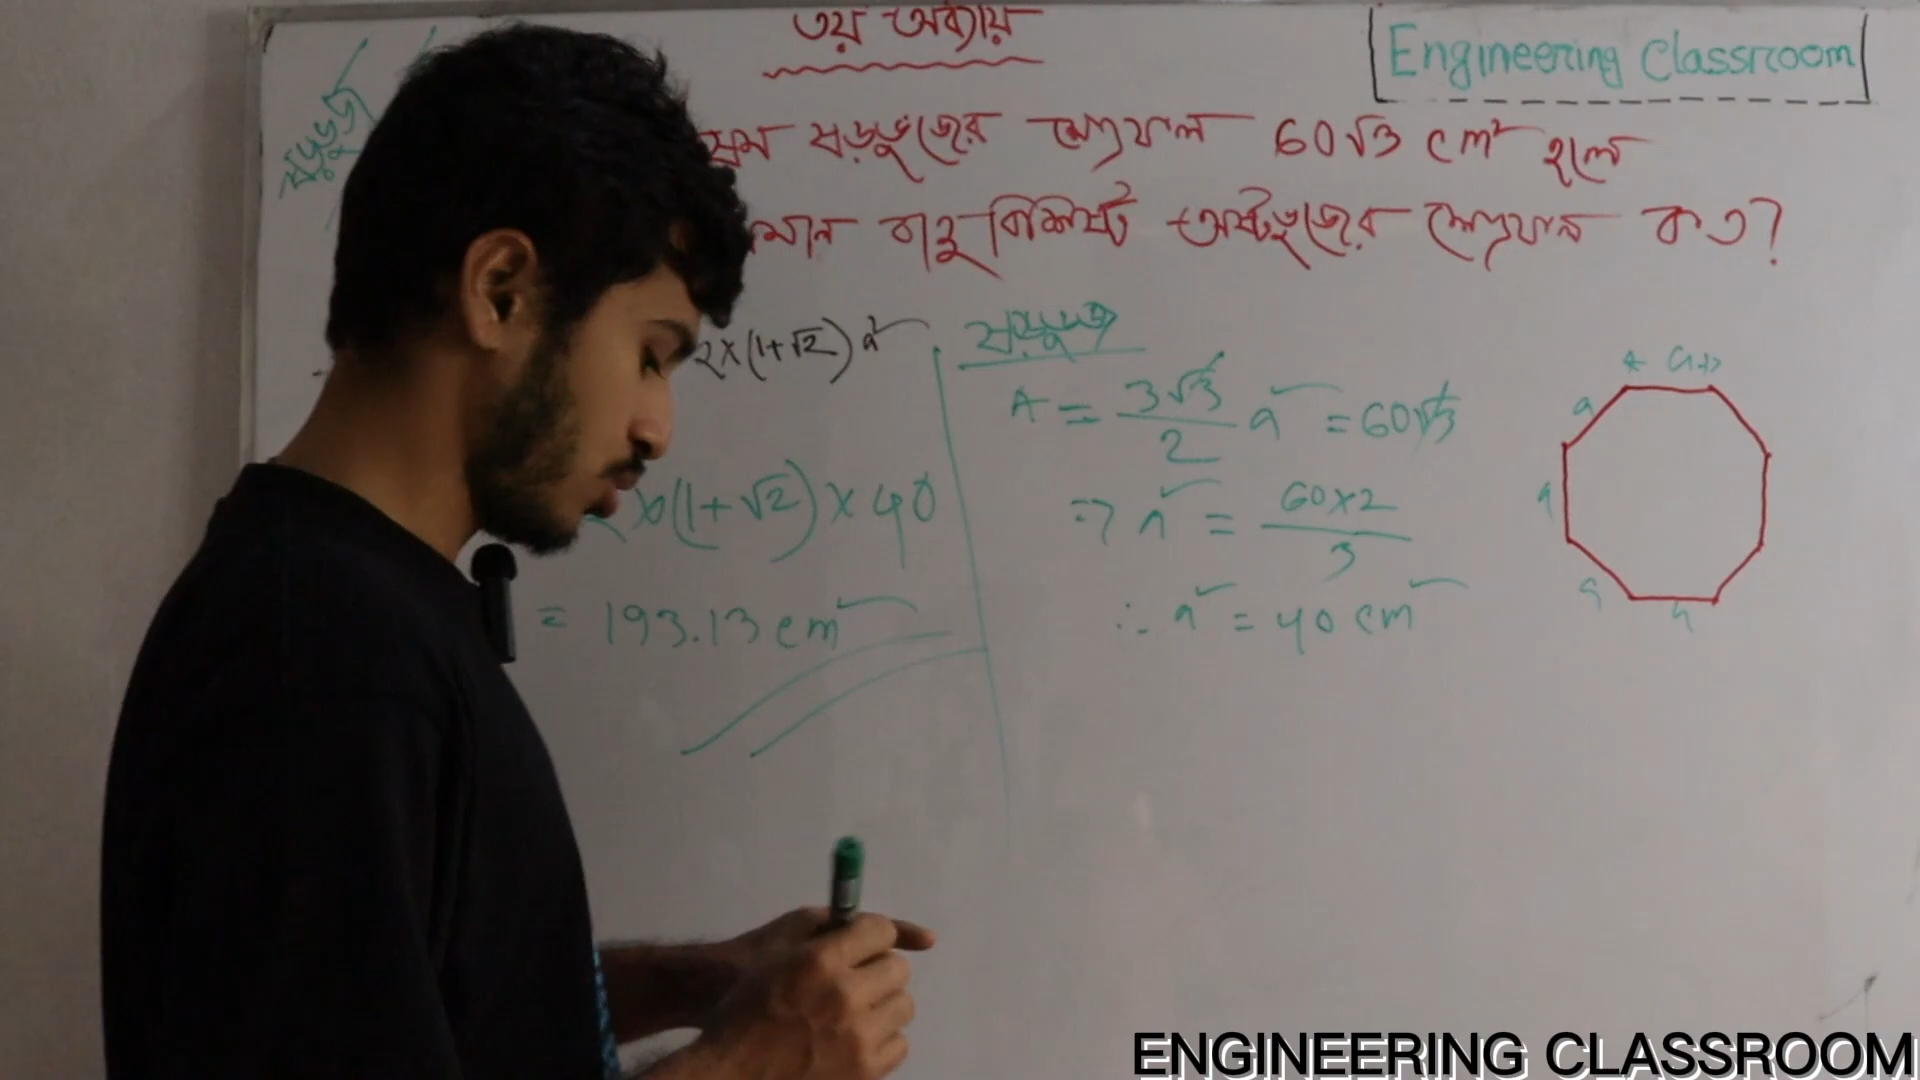 ৩য় অধ্যায়
Engineering Classroom
ষড়ভুজ
সুষম ষড়ভুজের ক্ষেত্রফল 60√3 cm² হলে
সমান বাহু বিশিষ্ট অষ্টভুজের ক্ষেত্রফল কত?
2×(1+√2) a²
2×(1+√2)×40
= 193.13 cm²
ষড়ভুজ
A = 3√3/2 a² = 60√3
⇒ a² = 60×2/3
∴ a² = 40 cm²
a
a
a
a
a
ENGINEERING CLASSROOM